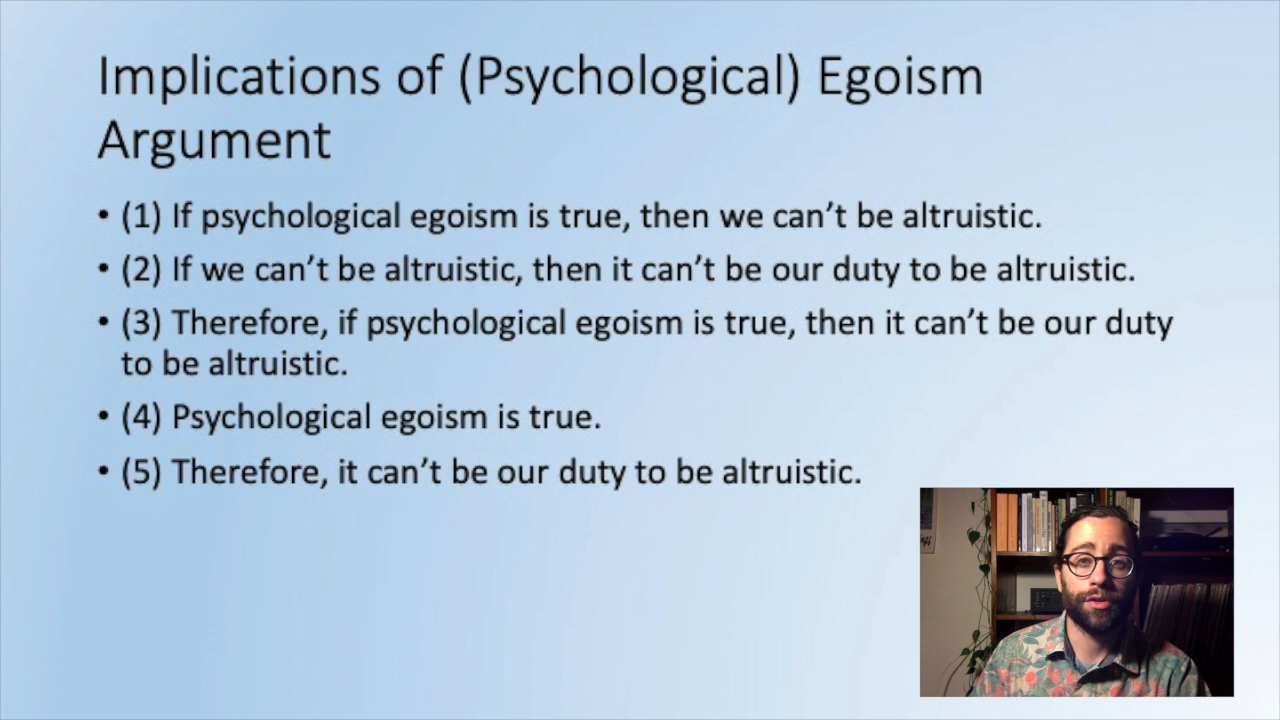 Implications of (Psychological) Egoism
Argument
• (1) If psychological egoism is true, then we can’t be altruistic.
• (2) If we can’t be altruistic, then it can’t be our duty to be altruistic.
• (3) Therefore, if psychological egoism is true, then it can’t be our duty
to be altruistic.
• (4) Psychological egoism is true.
• (5) Therefore, it can’t be our duty to be altruistic.